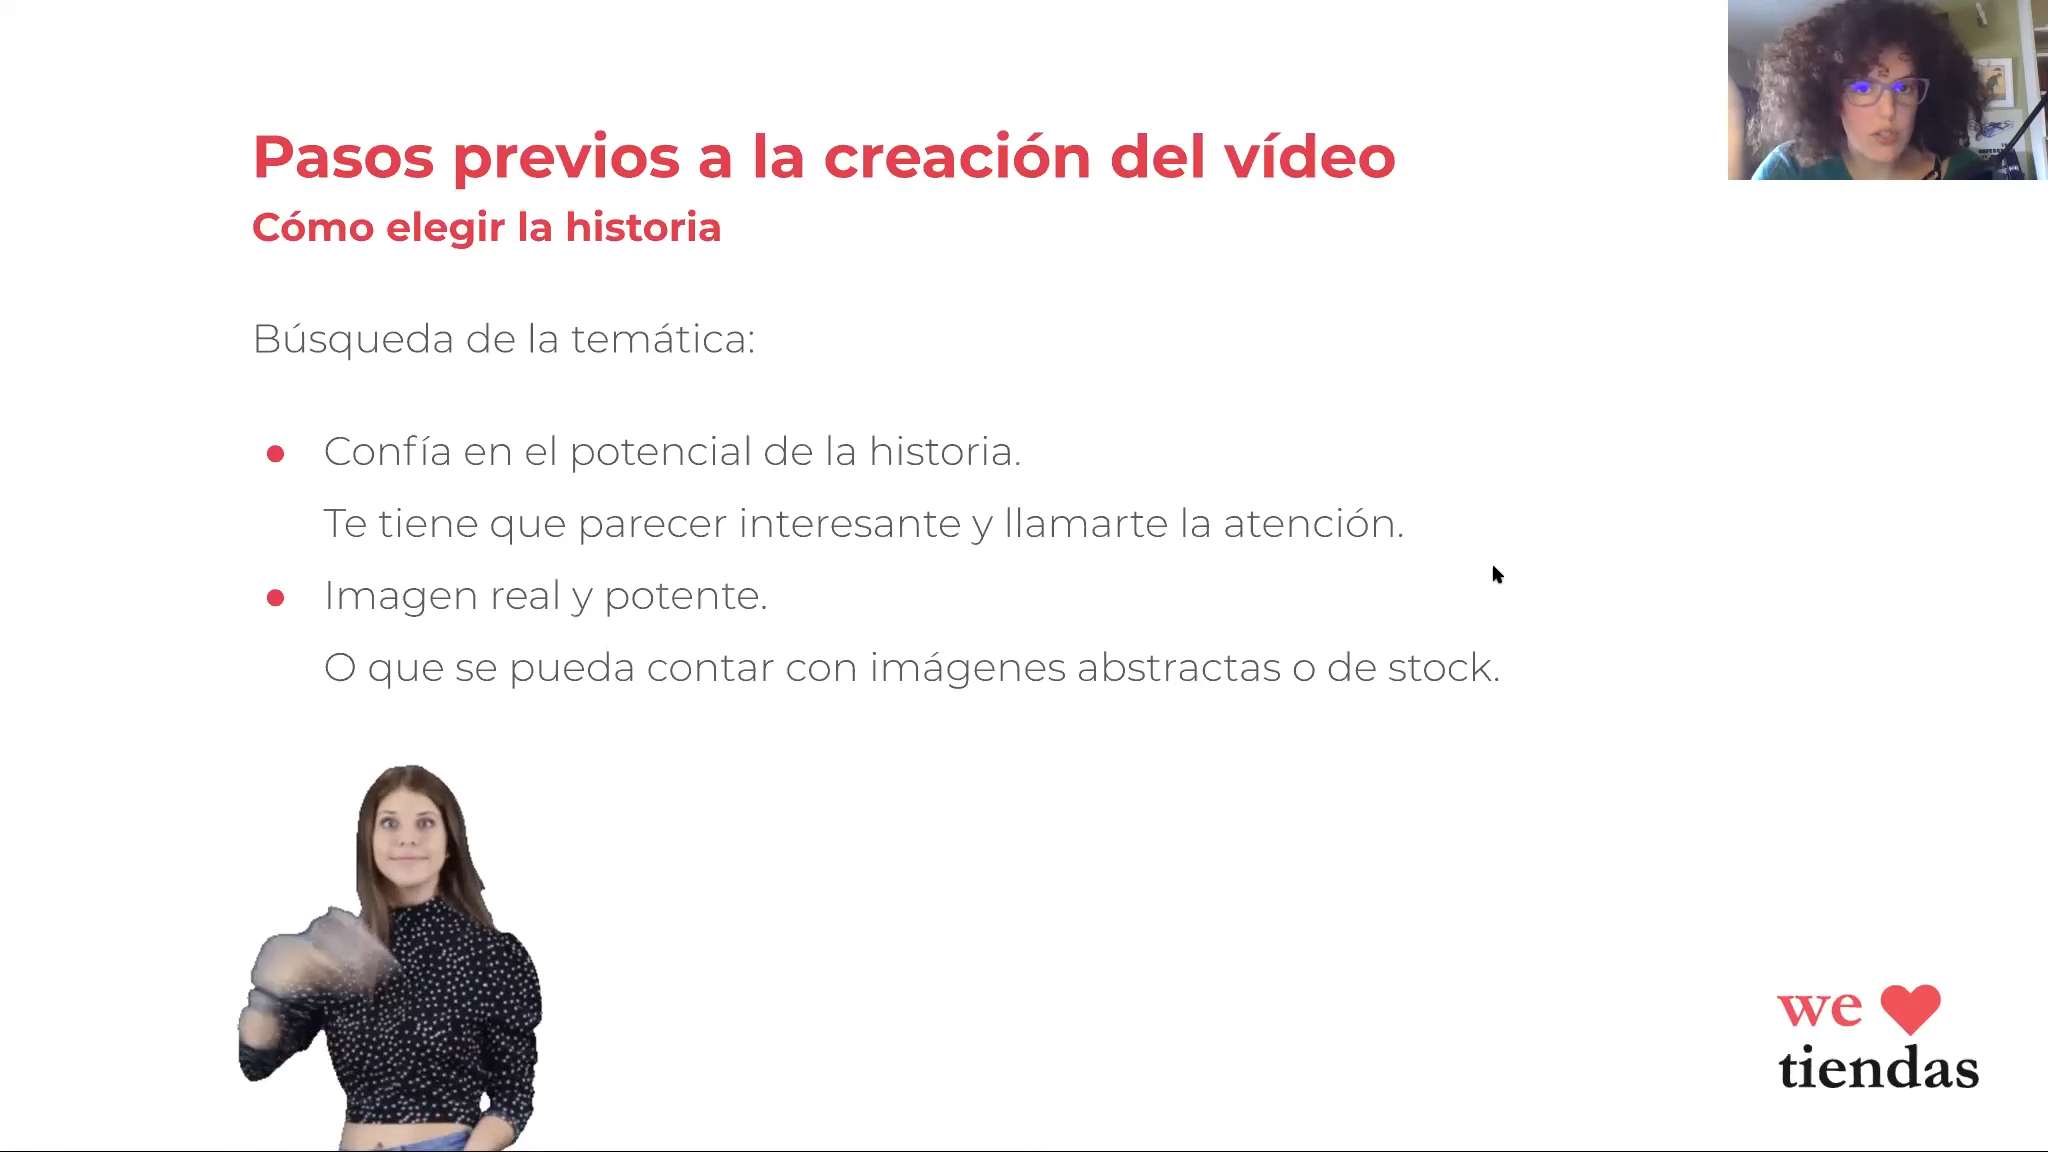 Pasos previos a la creación del vídeo
Cómo elegir la historia
Búsqueda de la temática:
● Confía en el potencial de la historia.
Te tiene que parecer interesante y llamarte la atención.
● Imagen real y potente.
O que se pueda contar con imágenes abstractas o de stock.
we
tiendas